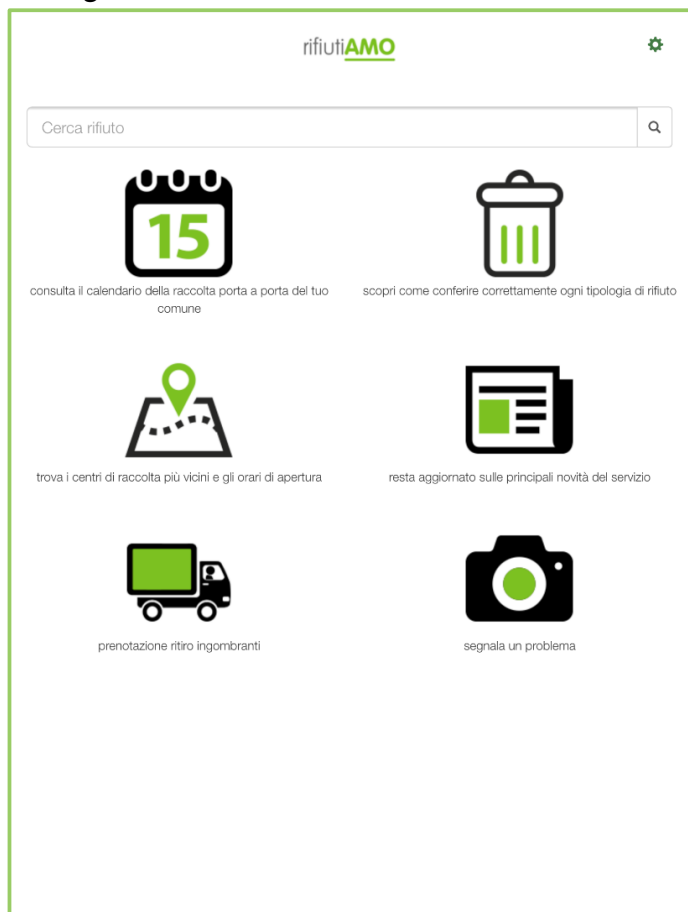 rifiutiAMO
Cerca rifiuto
15
consulta il calendario della raccolta porta a porta del tuo
comune
scopri come conferire correttamente ogni tipologia di rifiuto
trova i centri di raccolta più vicini e gli orari di apertura
resta aggiornato sulle principali novità del servizio
prenotazione ritiro ingombranti
segnala un problema